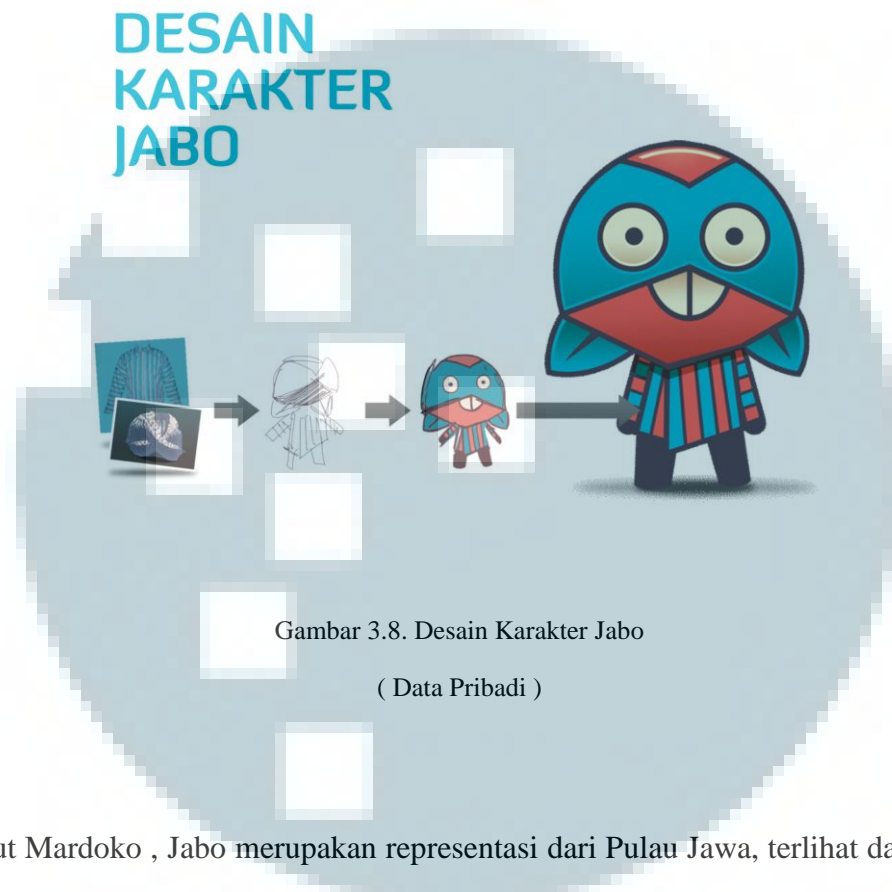 DESAIN
KARAKTER
JABO
Gambar 3.8. Desain Karakter Jabo
( Data Pribadi )
Mardoko , Jabo merupakan representasi dari Pulau Jawa, terlihat